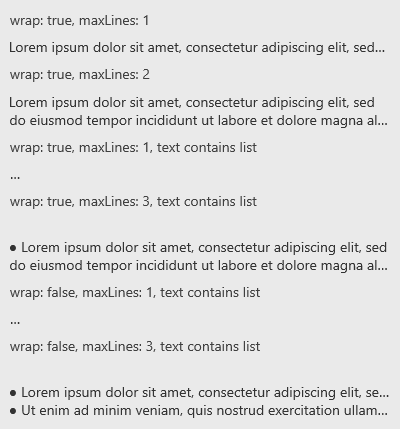 wrap: true, maxLines: 1
Lorem ipsum dolor sit amet, consectetur adipiscing elit, sed...
wrap: true, maxLines: 2
Lorem ipsum dolor sit amet, consectetur adipiscing elit, sed
do eiusmod tempor incididunt ut labore et dolore magna al...
wrap: true, maxLines: 1, text contains list
...
wrap: true, maxLines: 3, text contains list
● Lorem ipsum dolor sit amet, consectetur adipiscing elit, sed
do eiusmod tempor incididunt ut labore et dolore magna al...
wrap: false, maxLines: 1, text contains list
...
wrap: false, maxLines: 3, text contains list
● Lorem ipsum dolor sit amet, consectetur adipiscing elit, se...
● Ut enim ad minim veniam, quis nostrud exercitation ullam...